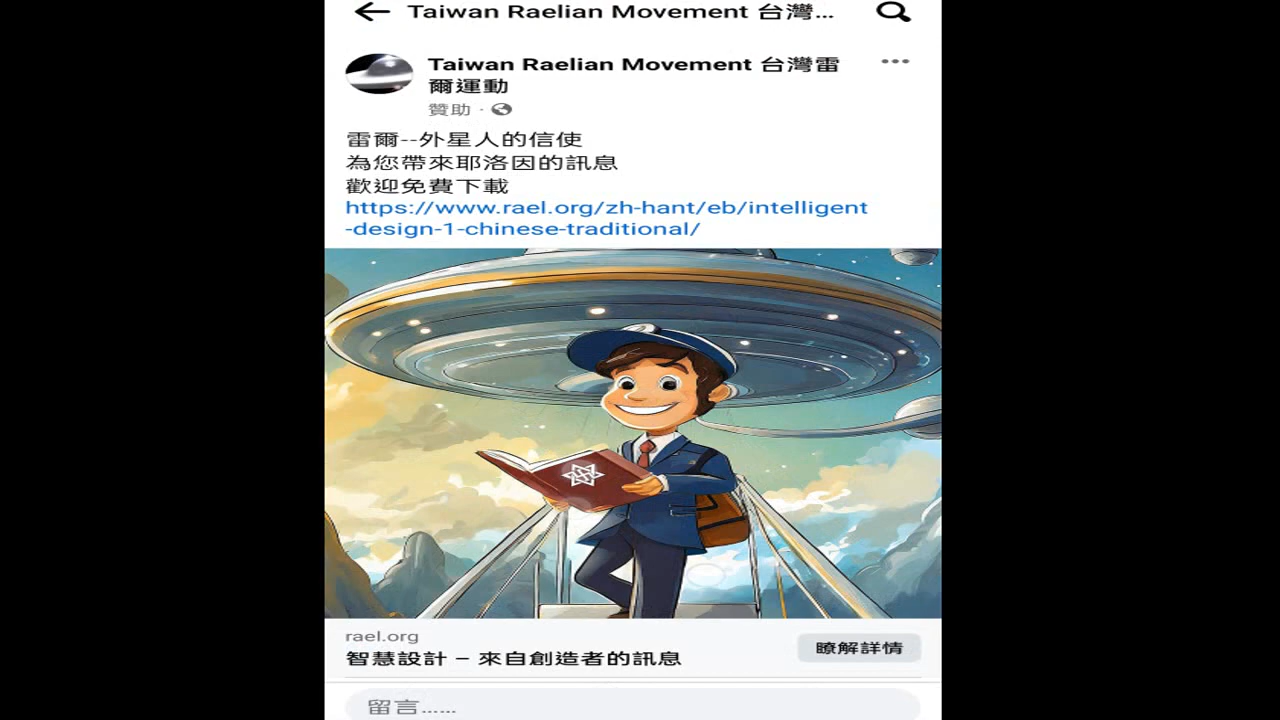 Taiwan Raelian Movement 台灣...
Taiwan Raelian Movement 台灣雷
爾運動
贊助 ·
雷爾--外星人的信使
為您帶來耶洛因的訊息
歡迎免費下載
https://www.rael.org/zh-hant/eb/intelligent
-design-1-chinese-traditional/
rael.org
智慧設計 – 來自創造者的訊息
瞭解詳情
留言......